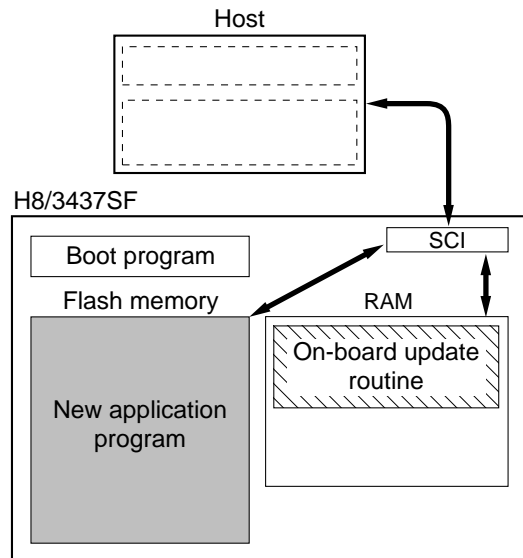 Host
H8/3437SF
SCI
Boot program
Flash memory
RAM
On-board update
routine
New application
program